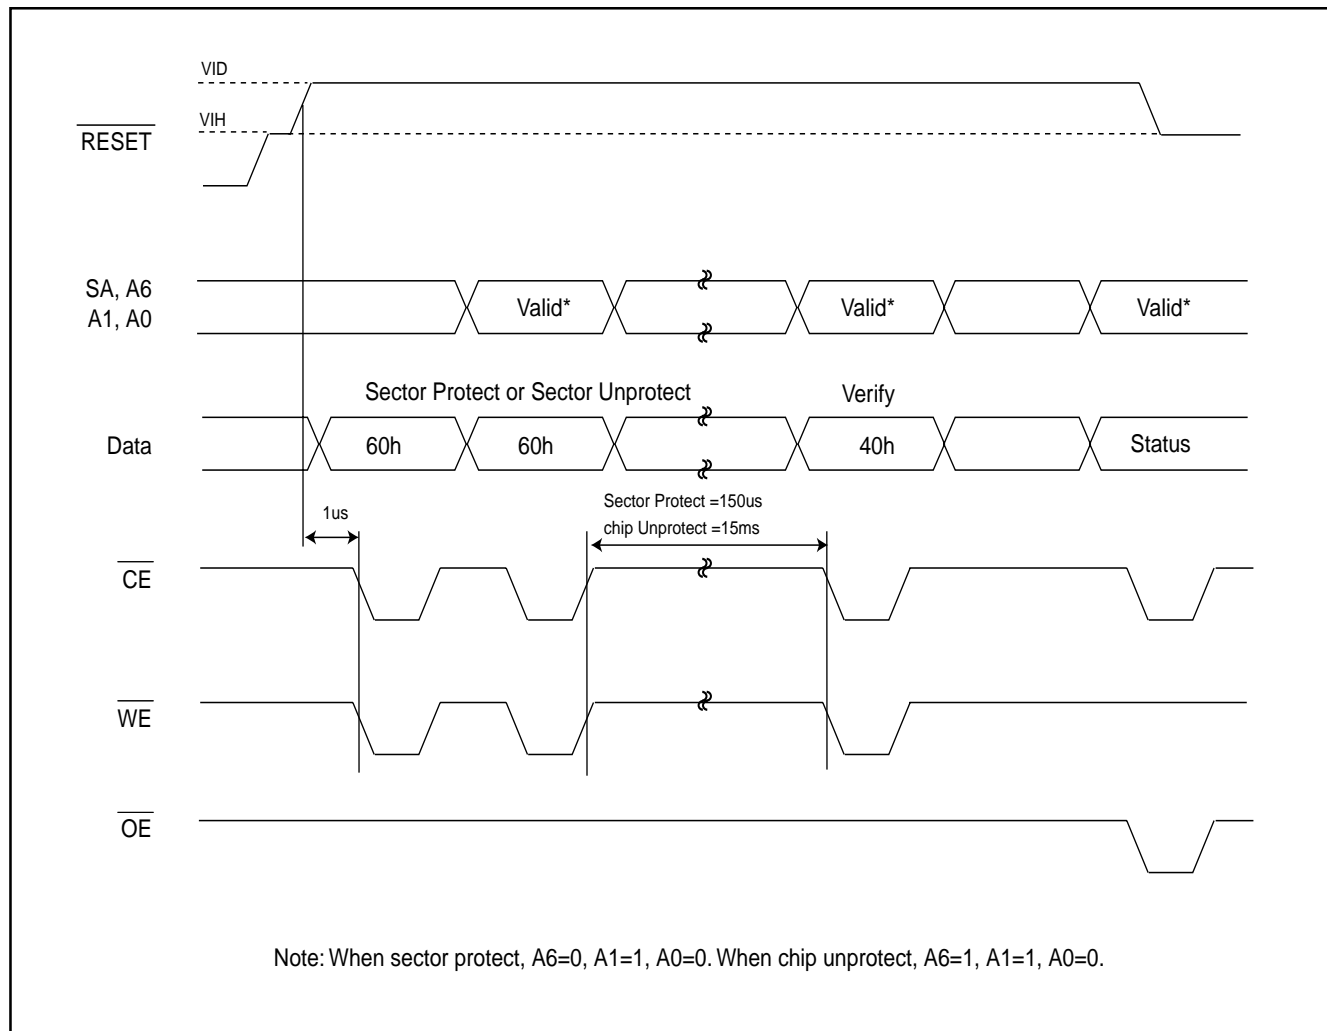 VID
VIH
RESET
SA, A6
A1, A0
Valid*
Valid*
Valid*
Sector Protect or Sector Unprotect
Verify
Data
60h
60h
40h
Status
1us
Sector Protect =150us
chip Unprotect =15ms
CE
WE
OE
Note: When sector protect, A6=0, A1=1, A0=0. When chip unprotect, A6=1, A1=1, A0=0.